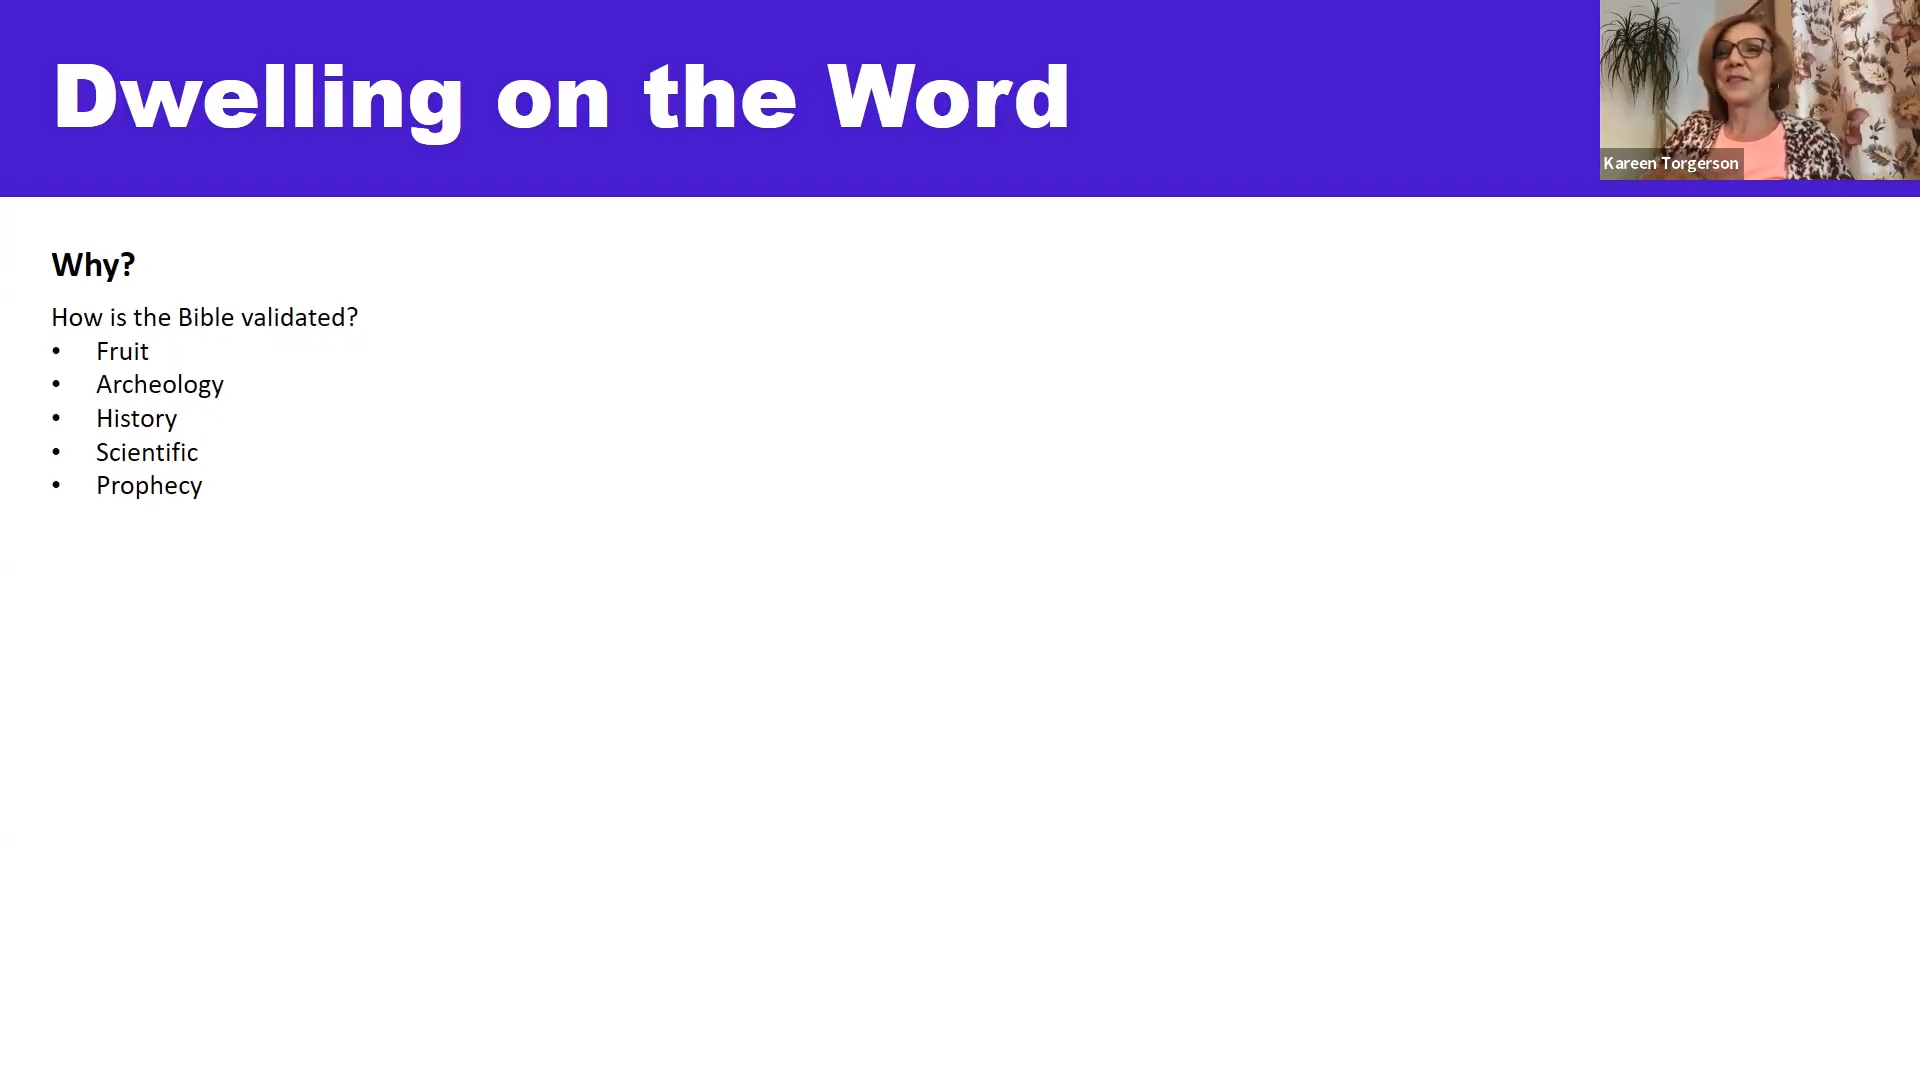 Dwelling on the Word
Kareen Torgerson
Why?
How is the Bible validated?
• Fruit
• Archeology
• History
• Scientific
• Prophecy